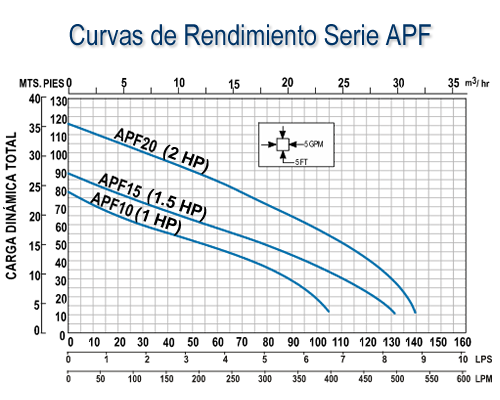 Curvas de Rendimiento Serie APF
MTS. PIES 0 5 10 15 20 25 30 35 m³/ hr
CARGA DINÁMICA TOTAL
40 35 30 25 20 15 10 5 0
130 120 110 100 90 80 70 60 50 40 30 20 10 0
APF20 (2 HP)
APF15 (1.5 HP)
APF10 (1 HP)
5 GPM
5 FT
0 10 20 30 40 50 60 70 80 90 100 110 120 130 140 150 160
0 1 2 3 4 5 6 7 8 9 10 LPS
0 50 100 150 200 250 300 350 400 450 500 550 600 LPM